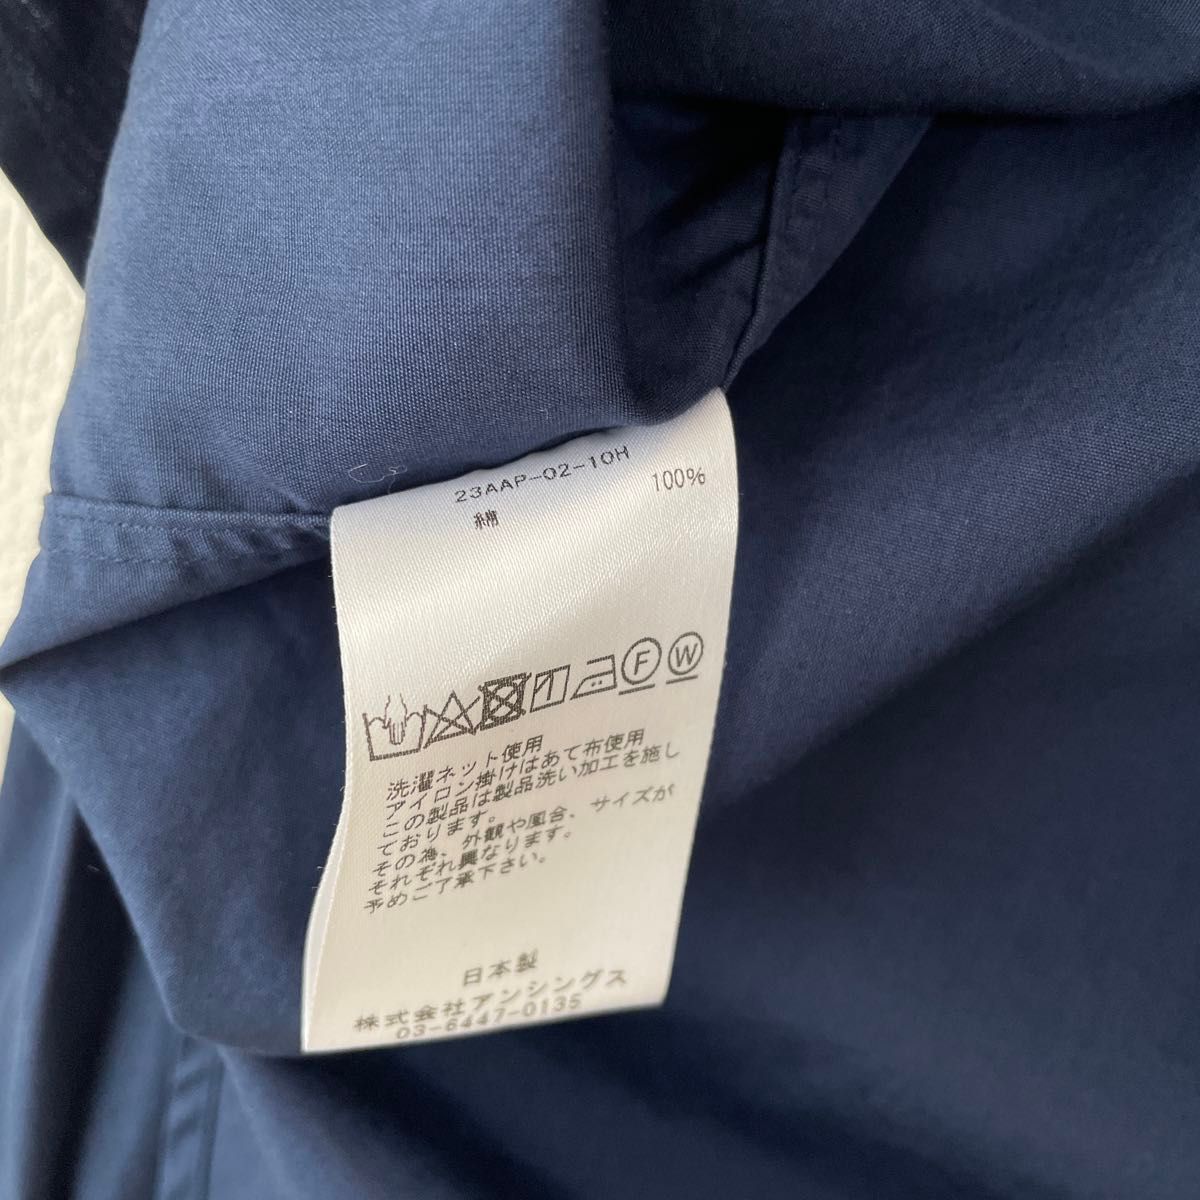 23AAP-02-10H
綿 100%
F W
洗濯ネット使用
アイロン掛けはあて布使用
この製品は製品洗い加工を施し
ております。
その為、外観や風合、サイズが
それぞれ異なります。
予めご了承下さい。
日本製
株式会社アンシングス
03-6447-0135